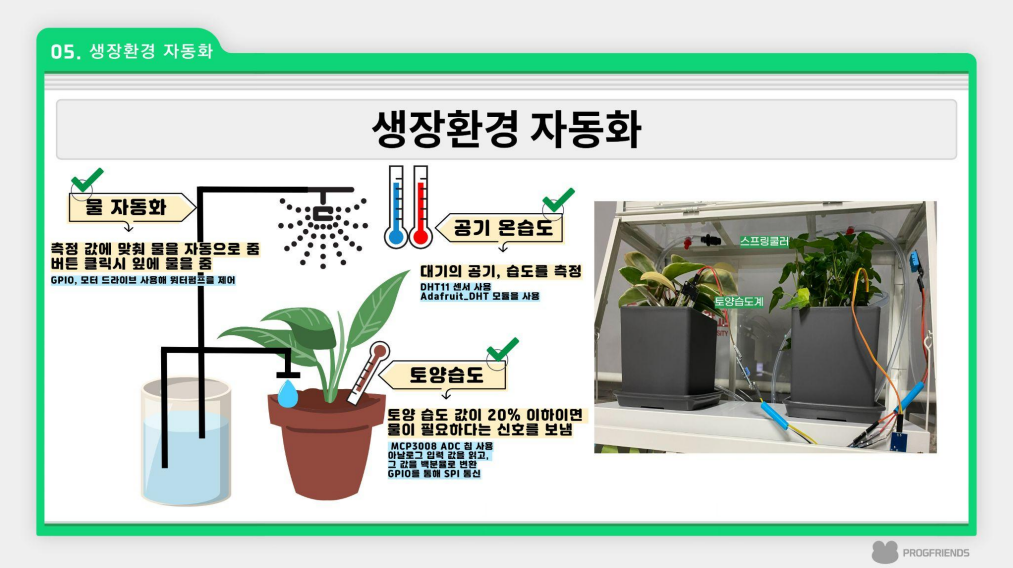 05. 생장환경 자동화
생장환경 자동화
물 자동화
측정 값에 맞춰 물을 자동으로 줌
버튼 클릭시 잎에 물을 줌
GPIO, 모터 드라이브 사용해 워터펌프를 제어
공기 온습도
대기의 공기, 습도를 측정
DHT11 센서 사용
Adafruit_DHT 모듈을 사용
토양습도
토양 습도 값이 20% 이하이면
물이 필요하다는 신호를 보냄
MCP3008 ADC 칩 사용
아날로그 입력 값을 읽고,
그 값을 백분율로 변환
GPIO를 통해 SPI 통신
스프링쿨러
토양습도계
PROGFRIENDS